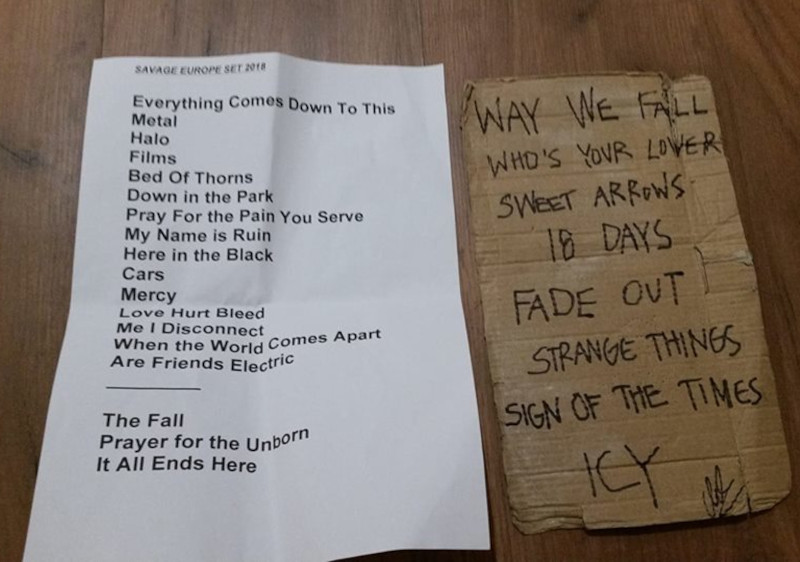 SAVAGE EUROPE SET 2018
Everything Comes Down To This
Metal
Halo
Films
Bed Of Thorns
Down in the Park
Pray For the Pain You Serve
My Name is Ruin
Here in the Black
Cars
Mercy
Love Hurt Bleed
Me I Disconnect
When the World Comes Apart
Are Friends Electric
The Fall
Prayer for the Unborn
It All Ends Here
WAY WE FALL
WHO'S YOUR LOVER
SWEET ARROWS
18 DAYS
FADE OUT
STRANGE THINGS
SIGN OF THE TIMES
ICY